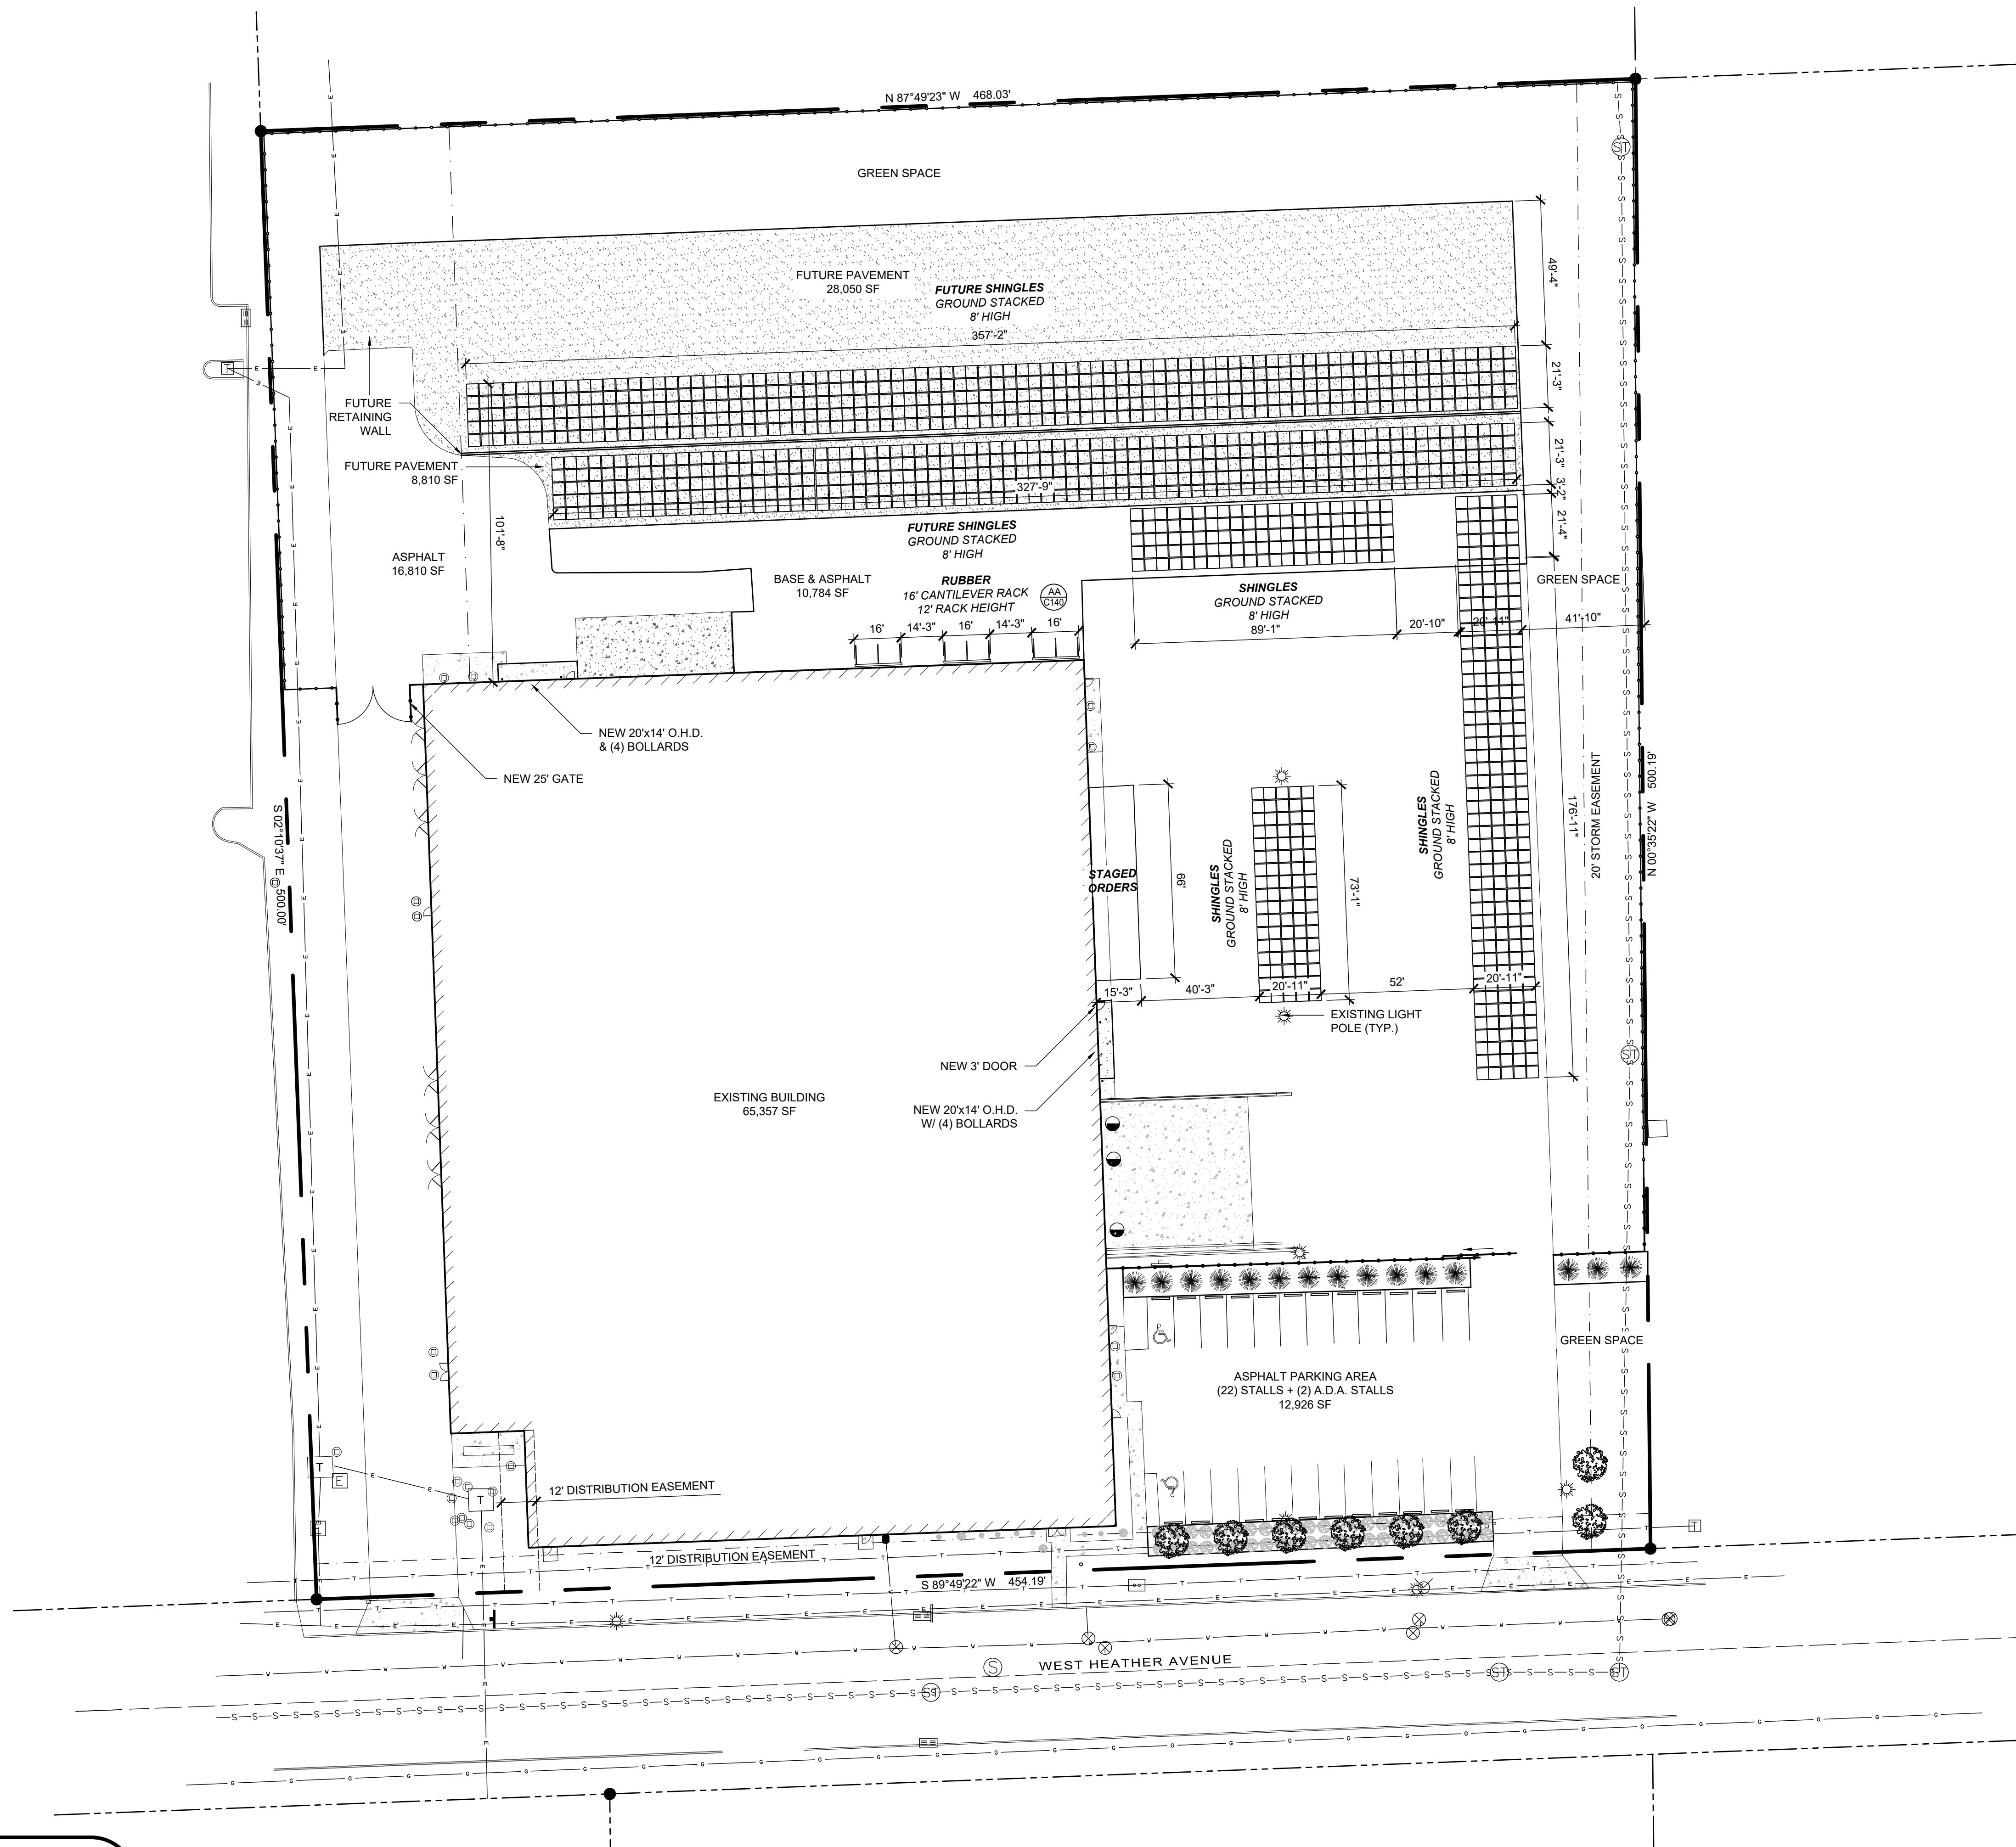 N 87°49'23" W 468.03'
GREEN SPACE
FUTURE PAVEMENT
28,050 SF
FUTURE SHINGLES
GROUND STACKED
8' HIGH
357'-2"
49'-4"
21'-3"
FUTURE
RETAINING
WALL
FUTURE PAVEMENT
8,810 SF
327'-9"
21'-3"
3'-2"
21'-4"
101'-8"
FUTURE SHINGLES
GROUND STACKED
8' HIGH
ASPHALT
16,810 SF
BASE & ASPHALT
10,784 SF
RUBBER
16' CANTILEVER RACK
12' RACK HEIGHT
AA
C140
SHINGLES
GROUND STACKED
8' HIGH
GREEN SPACE
16'
14'-3"
16'
14'-3"
16'
89'-1"
20'-10"
20'-11"
41'-10"
NEW 20'x14' O.H.D.
& (4) BOLLARDS
NEW 25' GATE
S 02°10'37" E 500.00'
STAGED
ORDERS
66'
SHINGLES
GROUND STACKED
8' HIGH
73'-1"
SHINGLES
GROUND STACKED
8' HIGH
176'-11"
20' STORM EASEMENT
N 00°35'22" W 500.19'
15'-3"
40'-3"
20'-11"
52'
20'-11"
EXISTING LIGHT
POLE (TYP.)
NEW 3' DOOR
NEW 20'x14' O.H.D.
W/ (4) BOLLARDS
EXISTING BUILDING
65,357 SF
GREEN SPACE
ASPHALT PARKING AREA
(22) STALLS + (2) A.D.A. STALLS
12,926 SF
12' DISTRIBUTION EASEMENT
12' DISTRIBUTION EASEMENT
S 89°49'22" W 454.19'
WEST HEATHER AVENUE